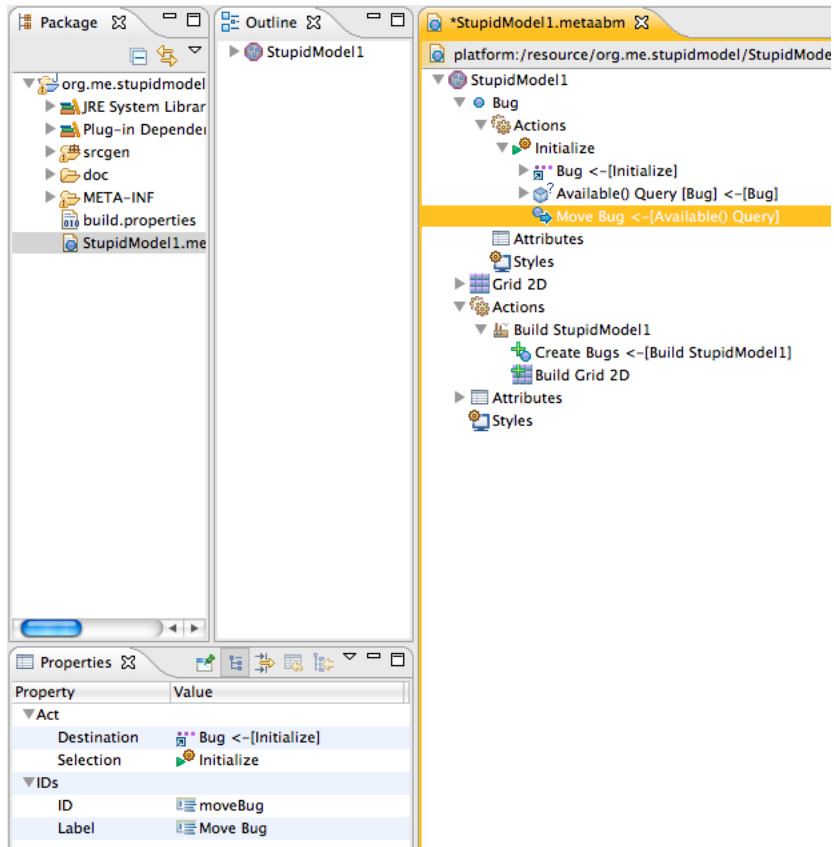 Package
org.me.stupidmodel
JRE System Librar
Plug-in Depende
srcgen
doc
META-INF
build.properties
StupidModel1.me
Outline
StupidModel1
*StupidModel1.metaabm
platform:/resource/org.me.stupidmodel/StupidMode
StupidModel1
Bug
Actions
Initialize
Bug <-[Initialize]
Available() Query [Bug] <-[Bug]
Move Bug <-[Available() Query]
Attributes
Styles
Grid 2D
Actions
Build StupidModel1
Create Bugs <-[Build StupidModel1]
Build Grid 2D
Attributes
Styles
Properties
Property Value
Act
Destination Bug <-[Initialize]
Selection Initialize
IDs
ID moveBug
Label Move Bug